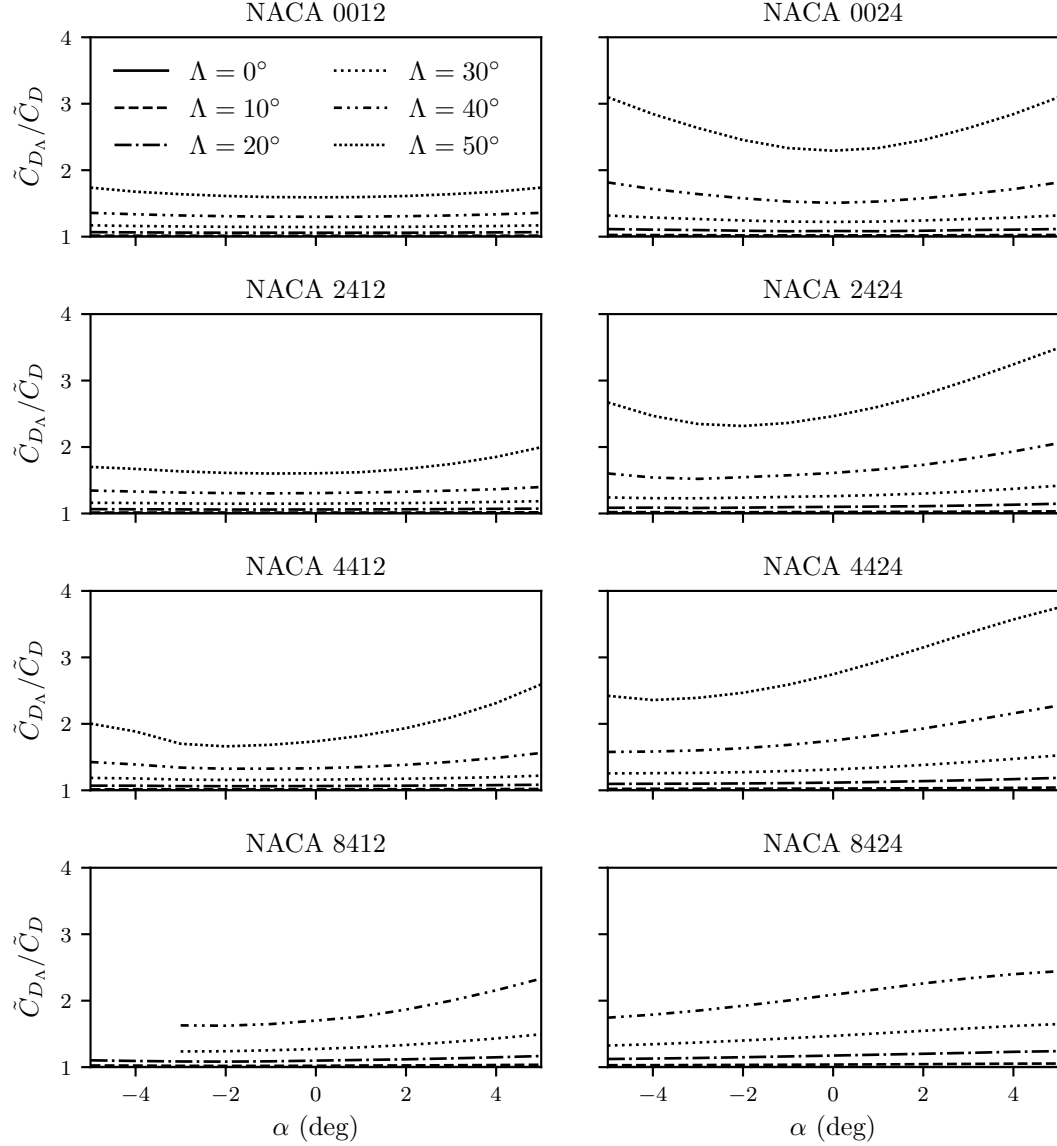 NACA 0012
NACA 0024
4
3
2
1
C̃_{D_Λ}/C̃_D
Λ = 0°
Λ = 10°
Λ = 20°
Λ = 30°
Λ = 40°
Λ = 50°
NACA 2412
NACA 2424
4
3
2
1
C̃_{D_Λ}/C̃_D
NACA 4412
NACA 4424
4
3
2
1
C̃_{D_Λ}/C̃_D
NACA 8412
NACA 8424
4
3
2
1
C̃_{D_Λ}/C̃_D
−4 −2 0 2 4
−4 −2 0 2 4
α (deg)
α (deg)